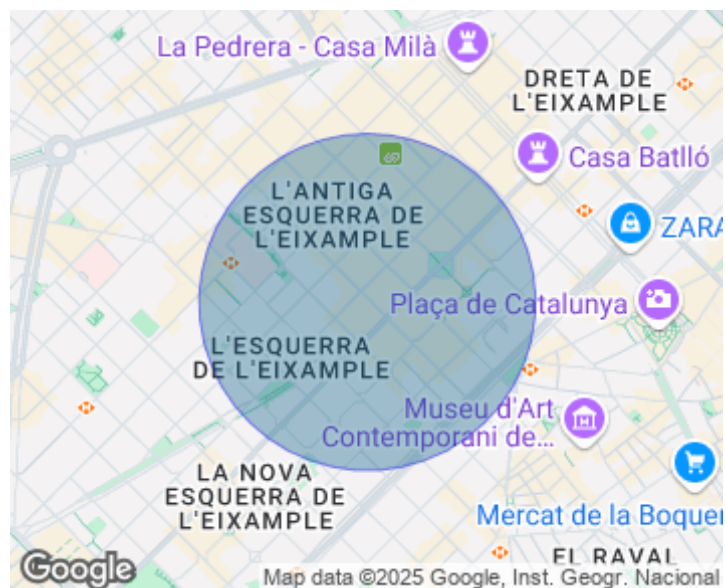 La Pedrera - Casa Milà
DRETA DE
L'EIXAMPLE
Casa Batlló
L'ANTIGA
ESQUERRA DE
L'EIXAMPLE
ZARA
Plaça de Catalunya
L'ESQUERRA
DE L'EIXAMPLE
Museu d'Art
Contemporani de...
LA NOVA
ESQUERRA DE
L'EIXAMPLE
Mercat de la Boquer
EL RAVAL
Google
Map data ©2025 Google, Inst. Geogr. Nacional